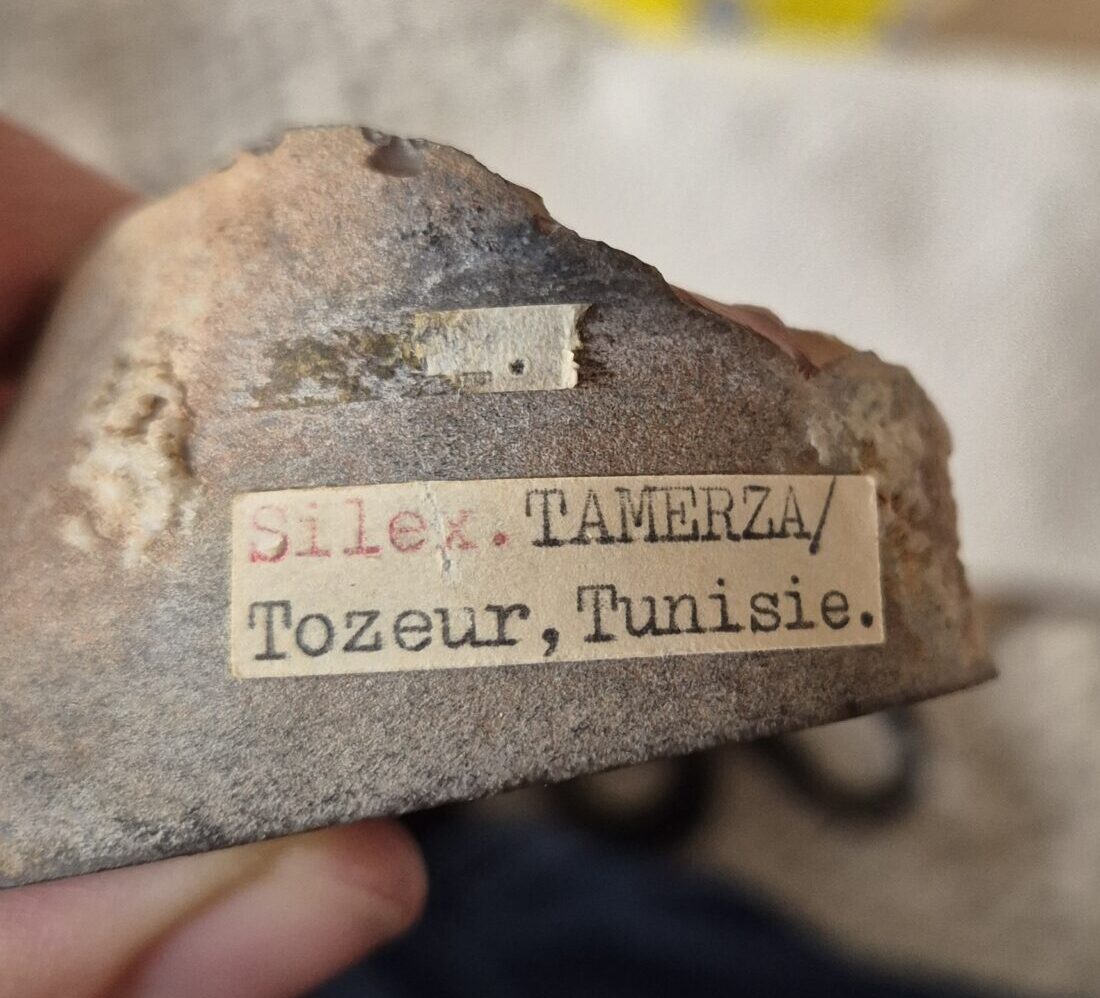 Silex. TAMERZA/
Tozeur, Tunisie.